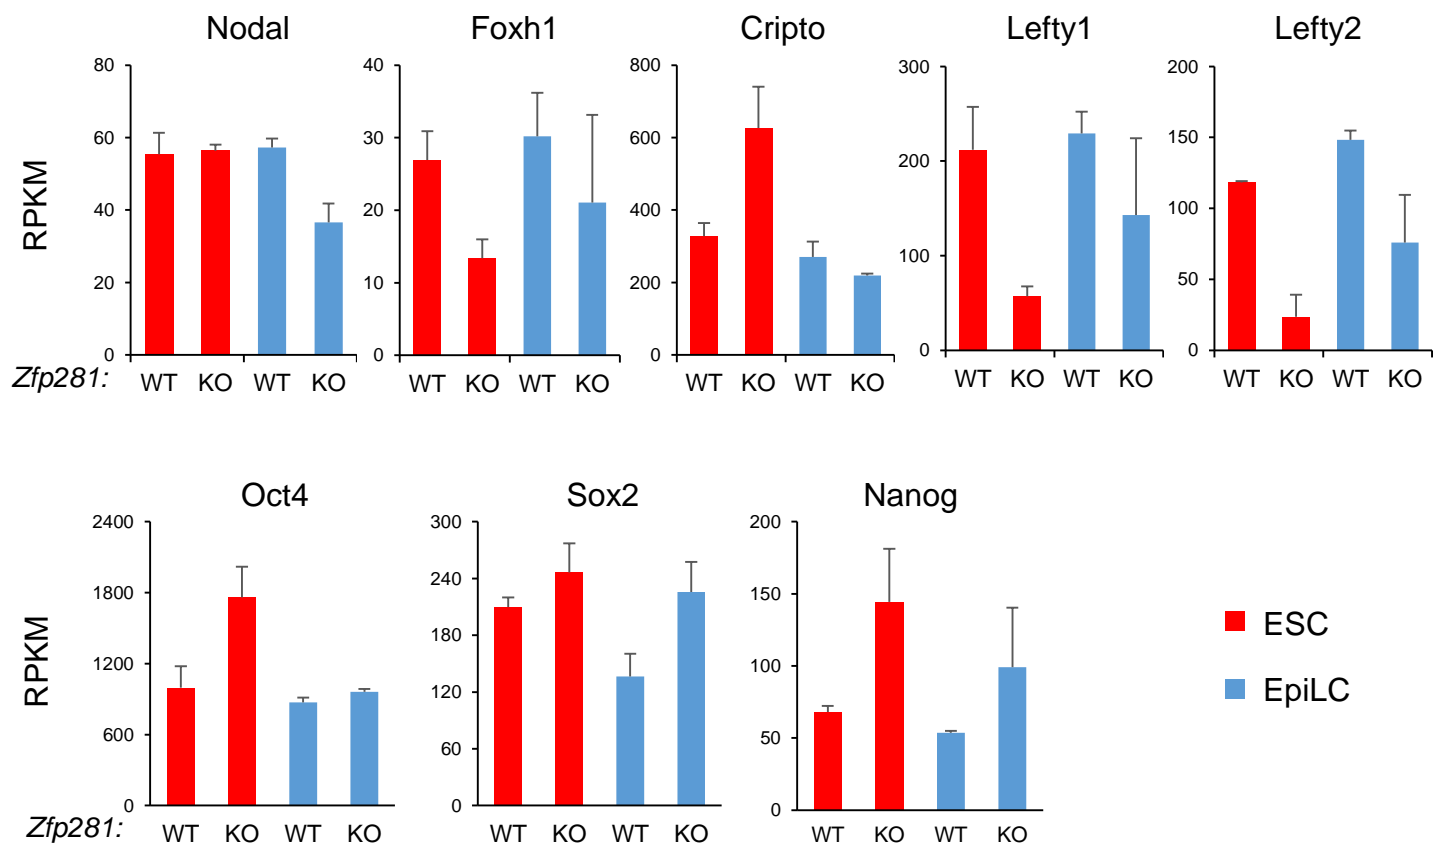 Nodal Foxh1 Cripto Lefty1 Lefty2
RPKM
80 60 40 20 0
40 30 20 10 0
800 600 400 200 0
300 200 100 0
200 150 100 50 0
Zfp281: WT KO WT KO WT KO WT KO WT KO WT KO WT KO WT KO WT KO WT KO
Oct4 Sox2 Nanog
RPKM
2400 1800 1200 600 0
300 240 180 120 60 0
200 150 100 50 0
ESC
EpiLC
Zfp281: WT KO WT KO WT KO WT KO WT KO WT KO